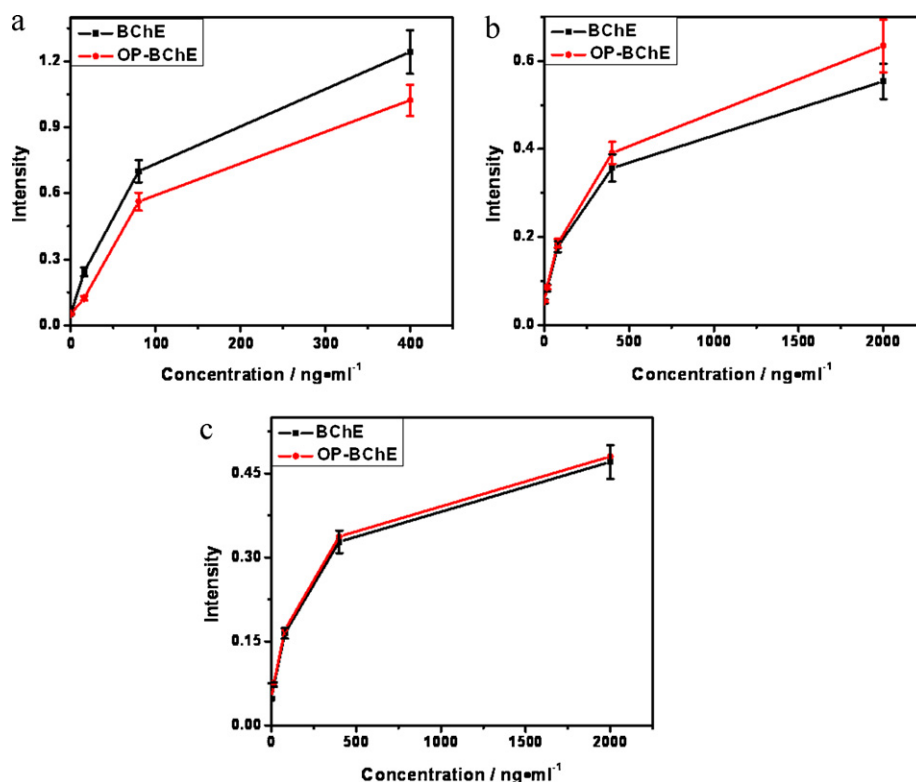 a
BChE
OP-BChE
1.2
0.9
0.6
0.3
0.0
Intensity
0 100 200 300 400
Concentration / ng•ml⁻¹
b
BChE
OP-BChE
0.6
0.4
0.2
0.0
Intensity
0 500 1000 1500 2000
Concentration / ng•ml⁻¹
c
BChE
OP-BChE
0.45
0.30
0.15
0.00
Intensity
0 500 1000 1500 2000
Concentration / ng•ml⁻¹